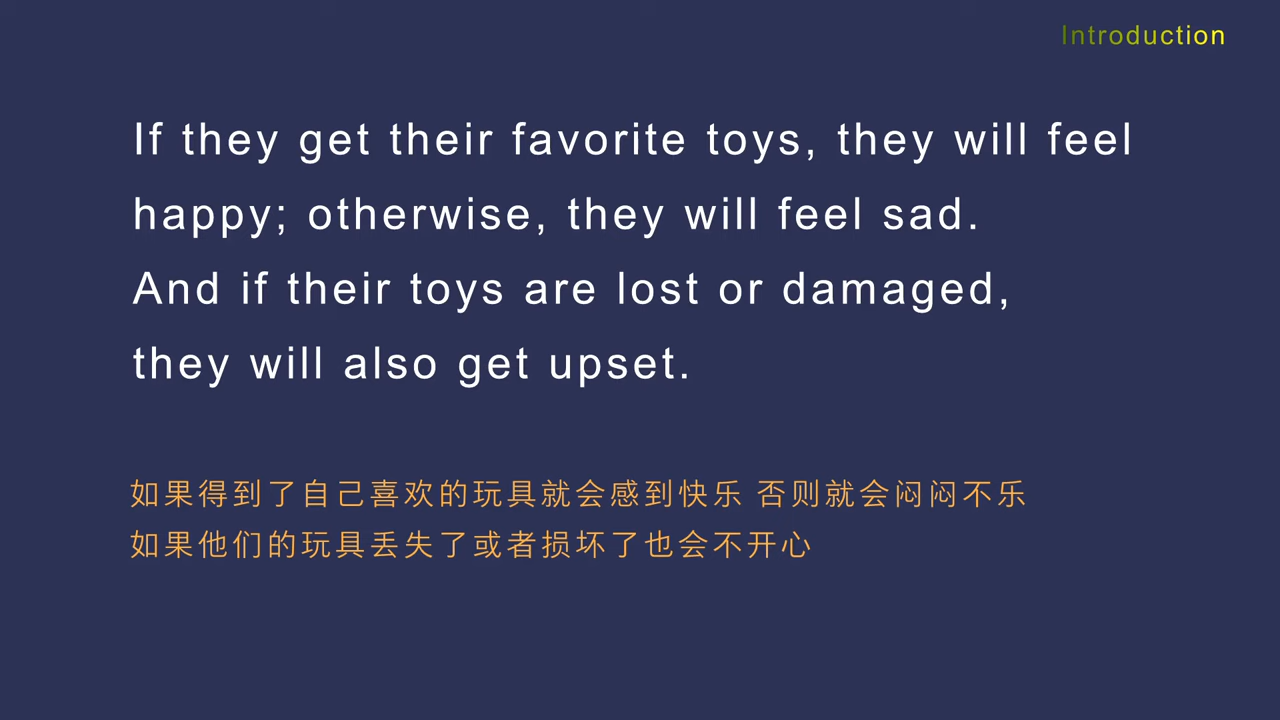 Introduction
If they get their favorite toys, they will feel
happy; otherwise, they will feel sad.
And if their toys are lost or damaged,
they will also get upset.
如果得到了自己喜欢的玩具就会感到快乐 否则就会闷闷不乐
如果他们的玩具丢失了或者损坏了也会不开心